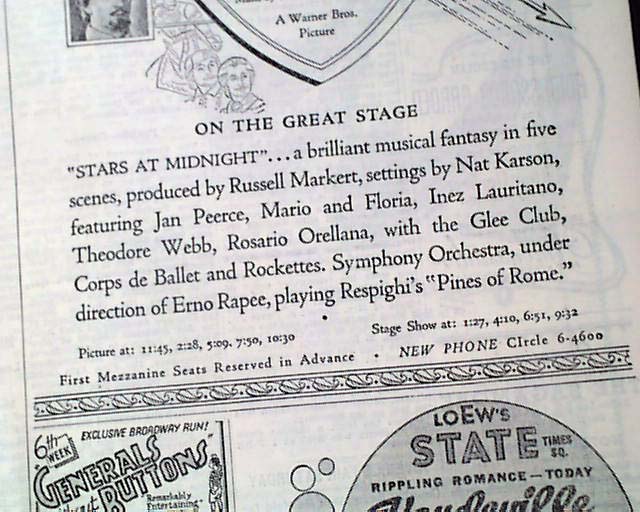 A Warner Bros.
Picture
ON THE GREAT STAGE
"STARS AT MIDNIGHT"...a brilliant musical fantasy in five
scenes, produced by Russell Markert, settings by Nat Karson,
featuring Jan Peerce, Mario and Floria, Inez Lauritano,
Theodore Webb, Rosario Orellana, with the Glee Club,
Corps de Ballet and Rockettes. Symphony Orchestra, under
direction of Erno Rapee, playing Respighi's "Pines of Rome."
Picture at: 11:45, 2:28, 5:09, 7:50, 10:30
Stage Show at: 1:27, 4:10, 6:51, 9:32
First Mezzanine Seats Reserved in Advance • NEW PHONE CIrcle 6-4600
6th WEEK
EXCLUSIVE BROADWAY RUN!
"GENERALS
without
BUTTONS"
Remarkably
Entertaining"
LOEW'S
STATE TIMES SQ.
RIPPLING ROMANCE—TODAY
Vaudeville